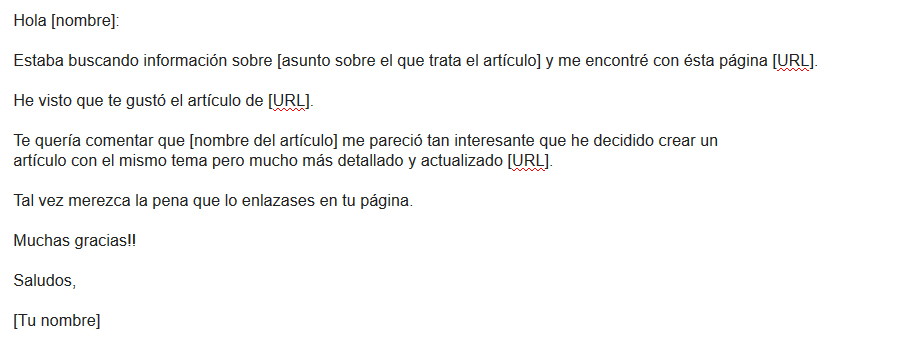 Hola [nombre]:
Estaba buscando información sobre [asunto sobre el que trata el artículo] y me encontré con ésta página [URL].
He visto que te gustó el artículo de [URL].
Te quería comentar que [nombre del artículo] me pareció tan interesante que he decidido crear un
artículo con el mismo tema pero mucho más detallado y actualizado [URL].
Tal vez merezca la pena que lo enlazases en tu página.
Muchas gracias!!
Saludos,
[Tu nombre]